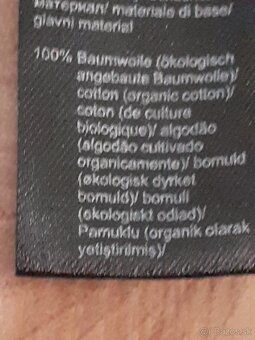 материал/ materiale di base/
glavni material
100% Baumwolle (ökologisch
angebaute Baumwolle)/
cotton (organic cotton)/
coton (de culture
biologique)/ algodão
(algodão cultivado
organicamente)/ bomuld
(økologisk dyrket
bomuld)/ bomull
(ekologiskt odlad)/
Pamuklu (organik olarak
yetiştirilmiş)/